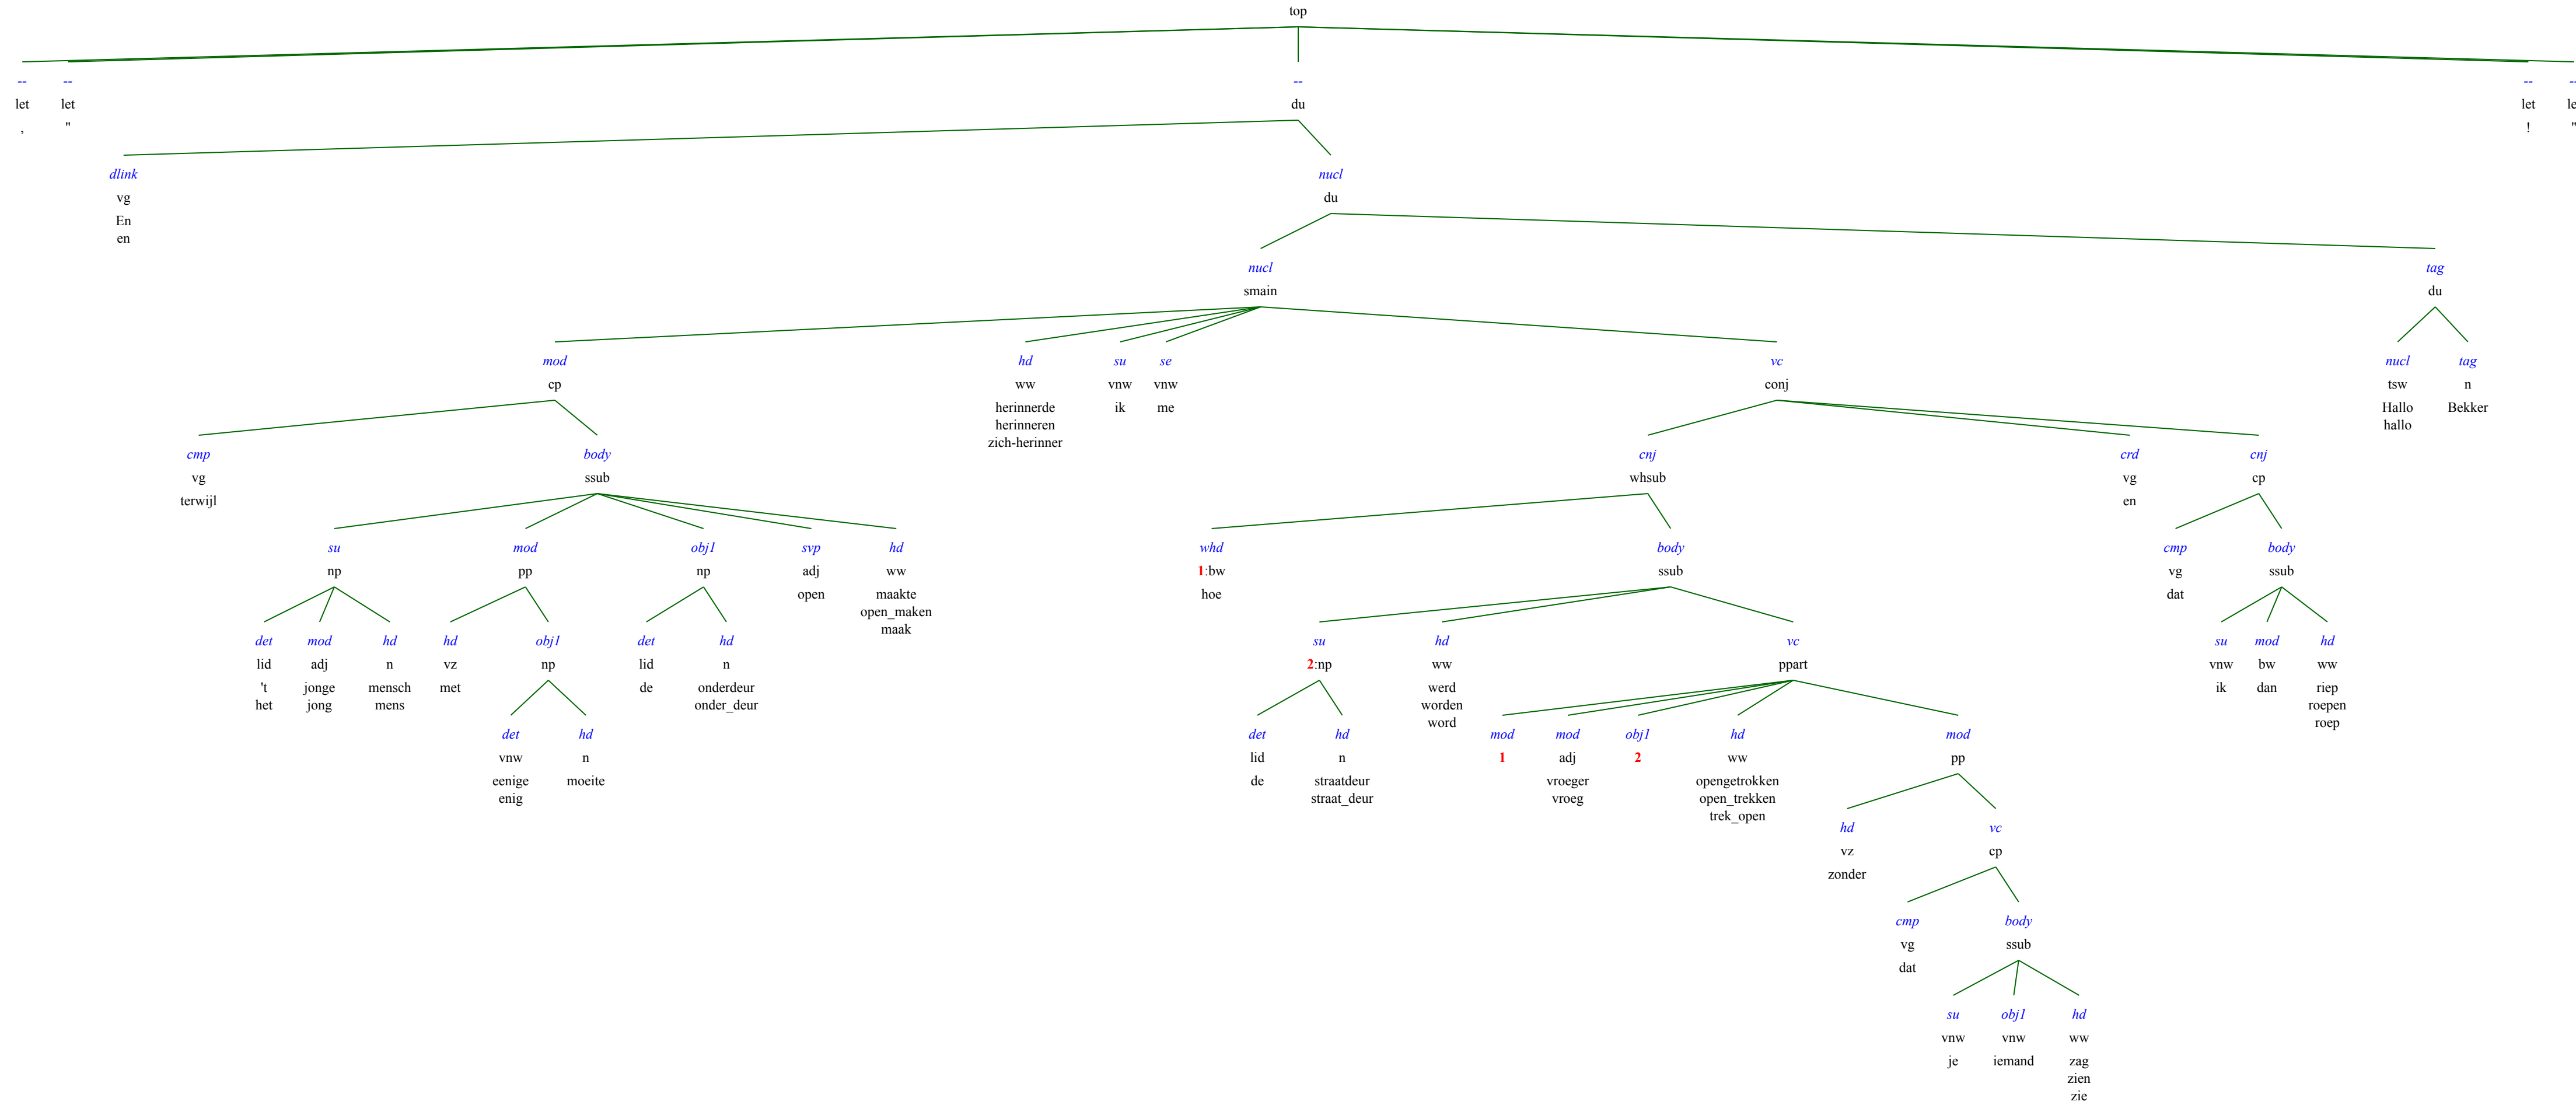 top
-- -- -- -- --
let let du let le
, " ! "
dlink nucl
vg du
En
en
nucl tag
smain du
mod hd su se vc nucl tag
cp ww vnw vnw conj tsw n
herinnerde ik me Hallo Bekker
herinneren hallo
zich-herinner
cmp body cnj crd cnj
vg ssub whsub vg cp
terwijl en
su mod obj1 svp hd whd body cmp body
np pp np adj ww 1:bw ssub vg ssub
open maakte hoe dat
open_maken
maak
det mod hd hd obj1 det hd su hd vc su mod hd
lid adj n vz np lid n 2:np ww ppart vnw bw ww
't jonge mensch met de onderdeur werd ik dan riep
het jong mens onder_deur worden roepen
word roep
det hd det hd mod mod obj1 hd mod
vnw n lid n 1 adj 2 ww pp
eenige moeite de straatdeur vroeger opengetrokken
enig straat_deur vroeg open_trekken
trek_open
hd vc
vz cp
zonder
cmp body
vg ssub
dat
su obj1 hd
vnw vnw ww
je iemand zag
zien
zie